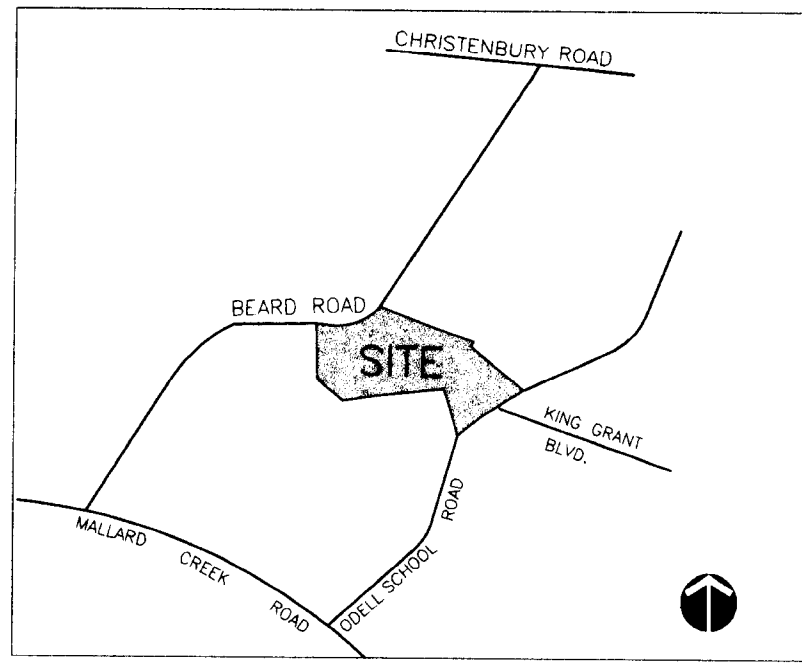 CHRISTENBURY ROAD
BEARD ROAD
SITE
KING GRANT
BLVD.
MALLARD CREEK ROAD
ODELL SCHOOL ROAD